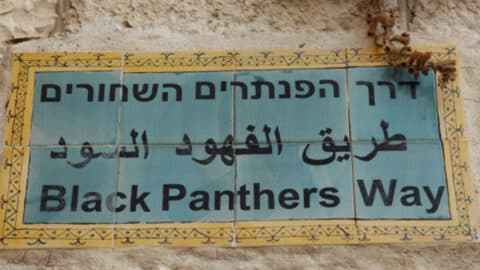 דרך הפנתרים השחורים
طريق الفهود السود
Black Panthers Way